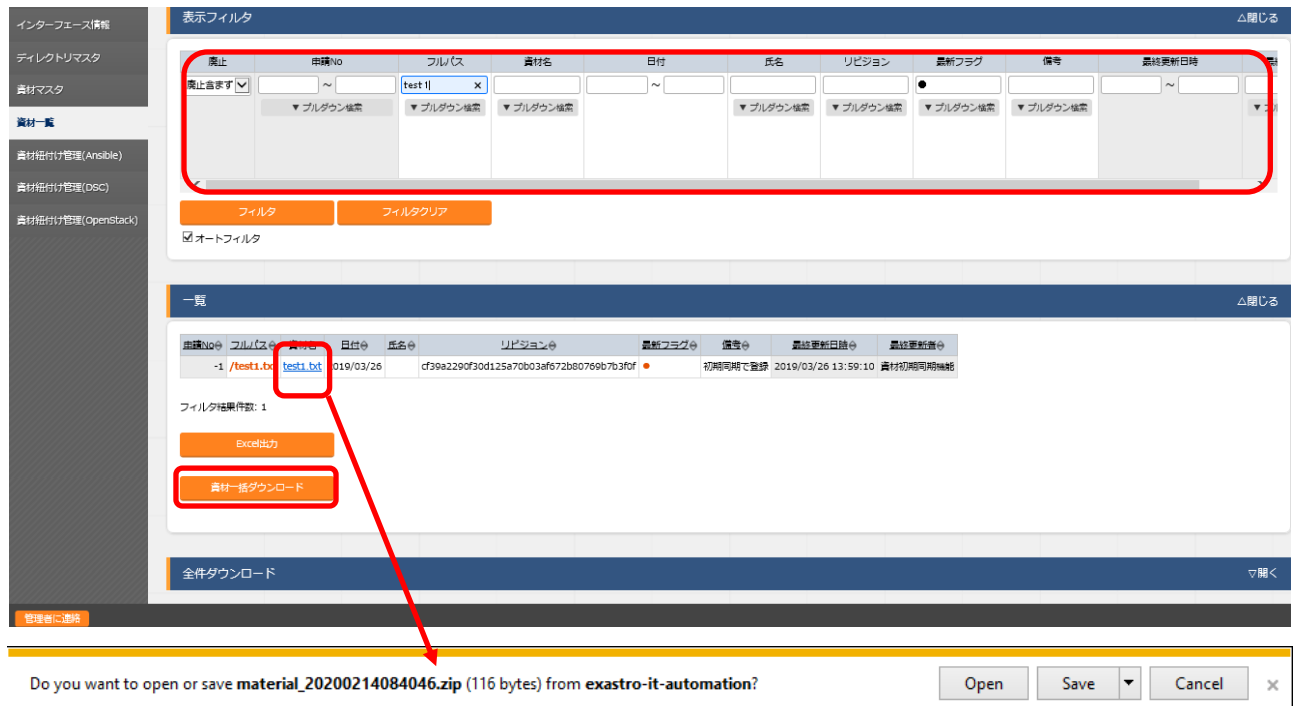 インターフェース情報
ディレクトリマスタ
資材マスタ
資材一覧
資材紐付け管理(Ansible)
資材紐付け管理(DSC)
資材紐付け管理(OpenStack)
表示フィルタ △閉じる
廃止 申請No フルパス 資材名 日付 氏名 リビジョン 最新フラグ 備考 最終更新日時
廃止含まず ～ test1 × ～ ● ～
▼ プルダウン検索 ▼ プルダウン検索 ▼ プルダウン検索 ▼ プルダウン検索 ▼ プルダウン検索 ▼ プルダウン検索 ▼ プルダウン検索
フィルタ フィルタクリア
オートフィルタ
一覧 △閉じる
申請No フルパス 資材名 日付 氏名 リビジョン 最新フラグ 備考 最終更新日時 最終更新者
-1 /test1.txt test1.txt 2019/03/26 cf39a2290f30d125a70b03af672b80769b7b3f0f ● 初期同期で登録 2019/03/26 13:59:10 資材初期同期機能
フィルタ結果件数: 1
Excel出力
資材一括ダウンロード
全件ダウンロード ▽開く
管理者に連絡
Do you want to open or save material_20200214084046.zip (116 bytes) from exastro-it-automation? Open Save Cancel ×